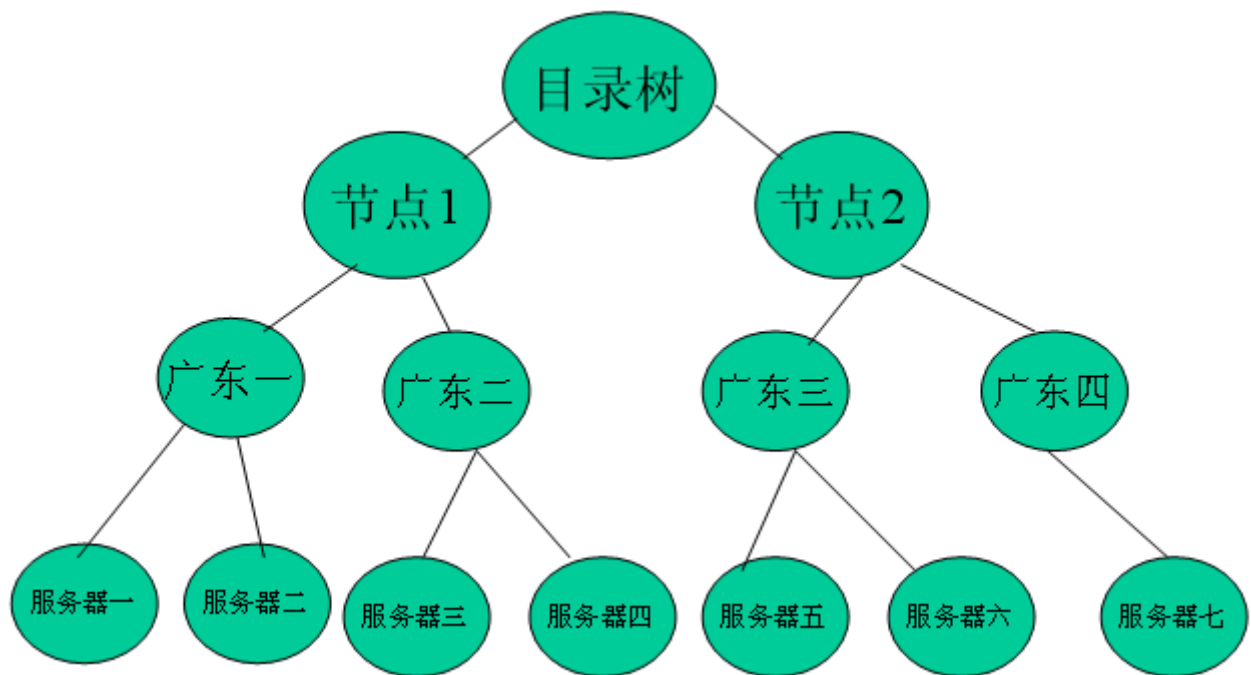 目录树
节点1
节点2
广东一
广东二
广东三
广东四
服务器一
服务器二
服务器三
服务器四
服务器五
服务器六
服务器七